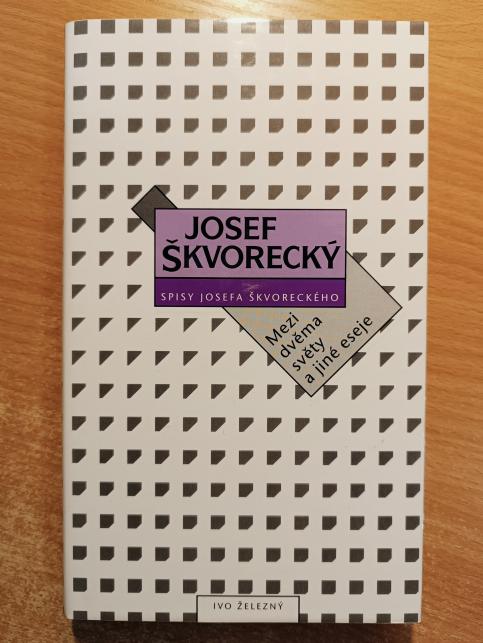 JOSEF
ŠKVORECKÝ
SPISY JOSEFA ŠKVORECKÉHO
Mezi
dvěma
světy
a jiné eseje
IVO ŽELEZNÝ